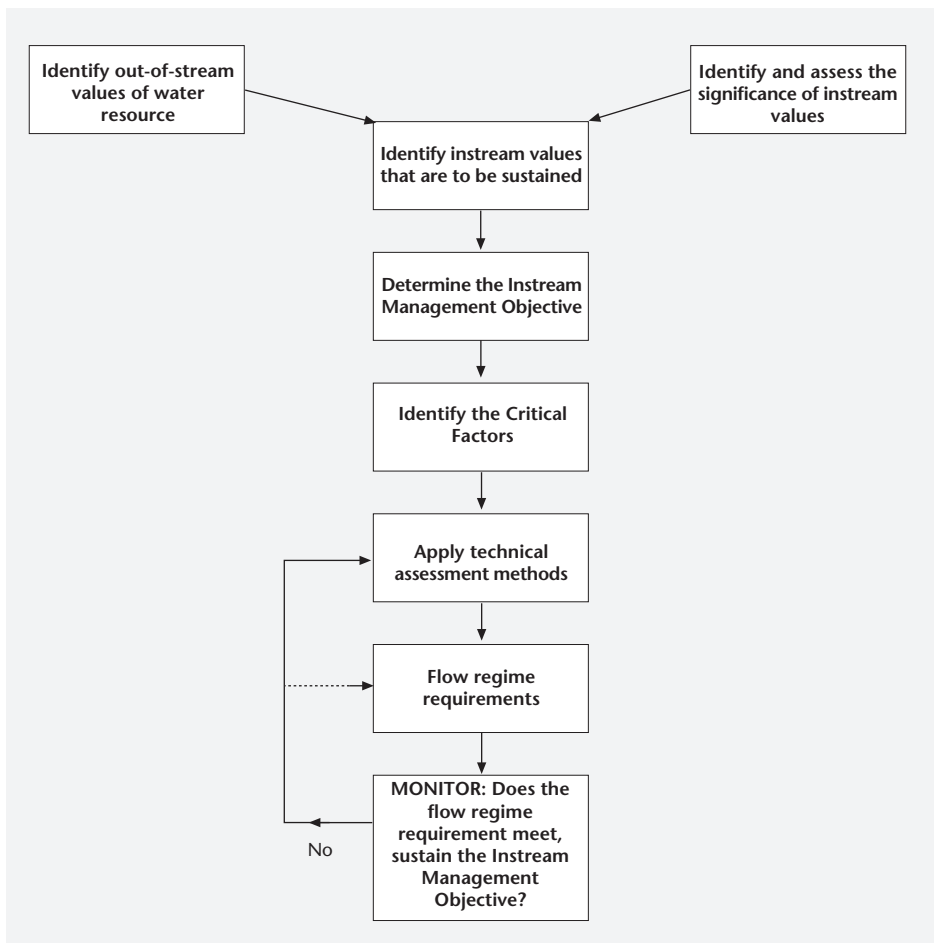 Identify out-of-stream
values of water
resource
Identify and assess the
significance of instream
values
Identify instream values
that are to be sustained
Determine the Instream
Management Objective
Identify the Critical
Factors
Apply technical
assessment methods
Flow regime
requirements
MONITOR: Does the
flow regime
requirement meet,
sustain the Instream
Management
Objective?
No